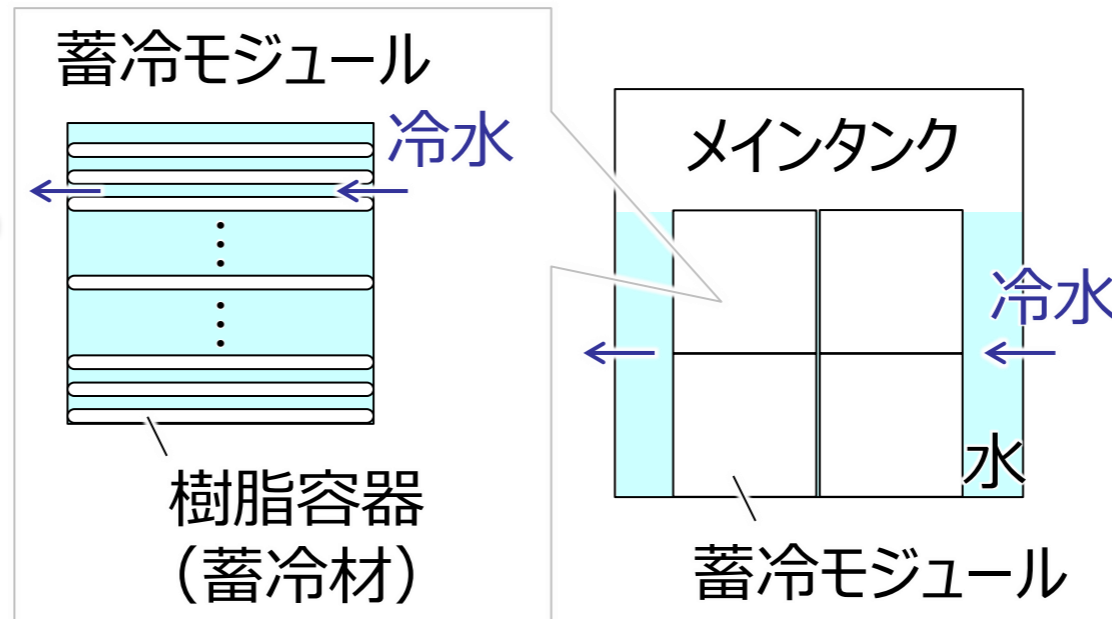 蓄冷モジュール
冷水
樹脂容器
（蓄冷材）
メインタンク
冷水
水
蓄冷モジュール